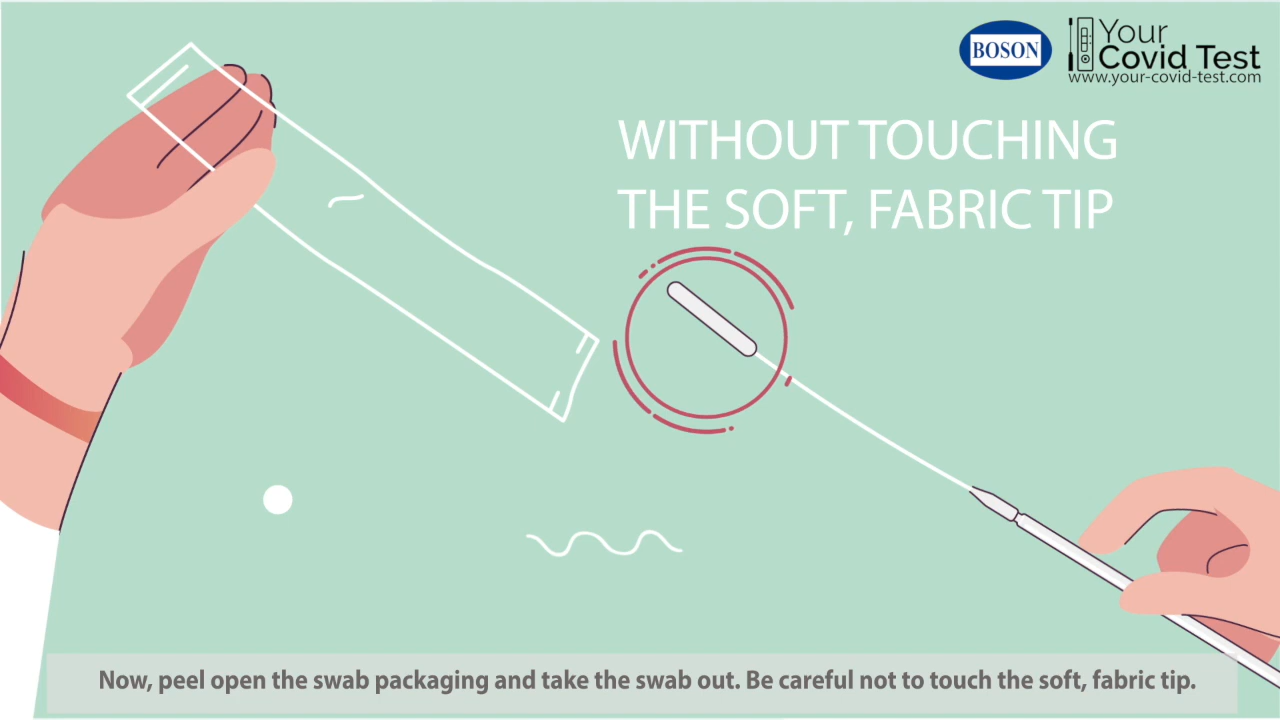 BOSON
Your
Covid Test
www.your-covid-test.com
WITHOUT TOUCHING
THE SOFT, FABRIC TIP
Now, peel open the swab packaging and take the swab out. Be careful not to touch the soft, fabric tip.